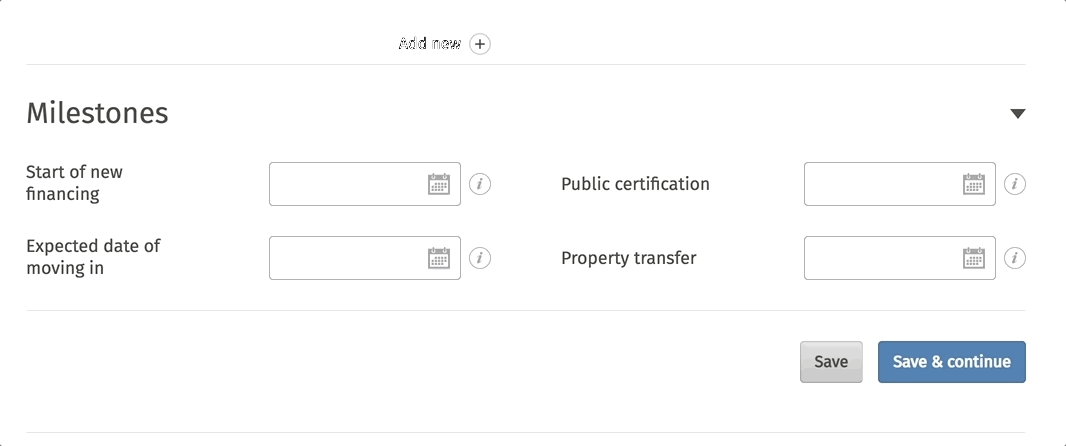 Add new
Milestones
Start of new
financing
Public certification
Expected date of
moving in
Property transfer
Save
Save & continue